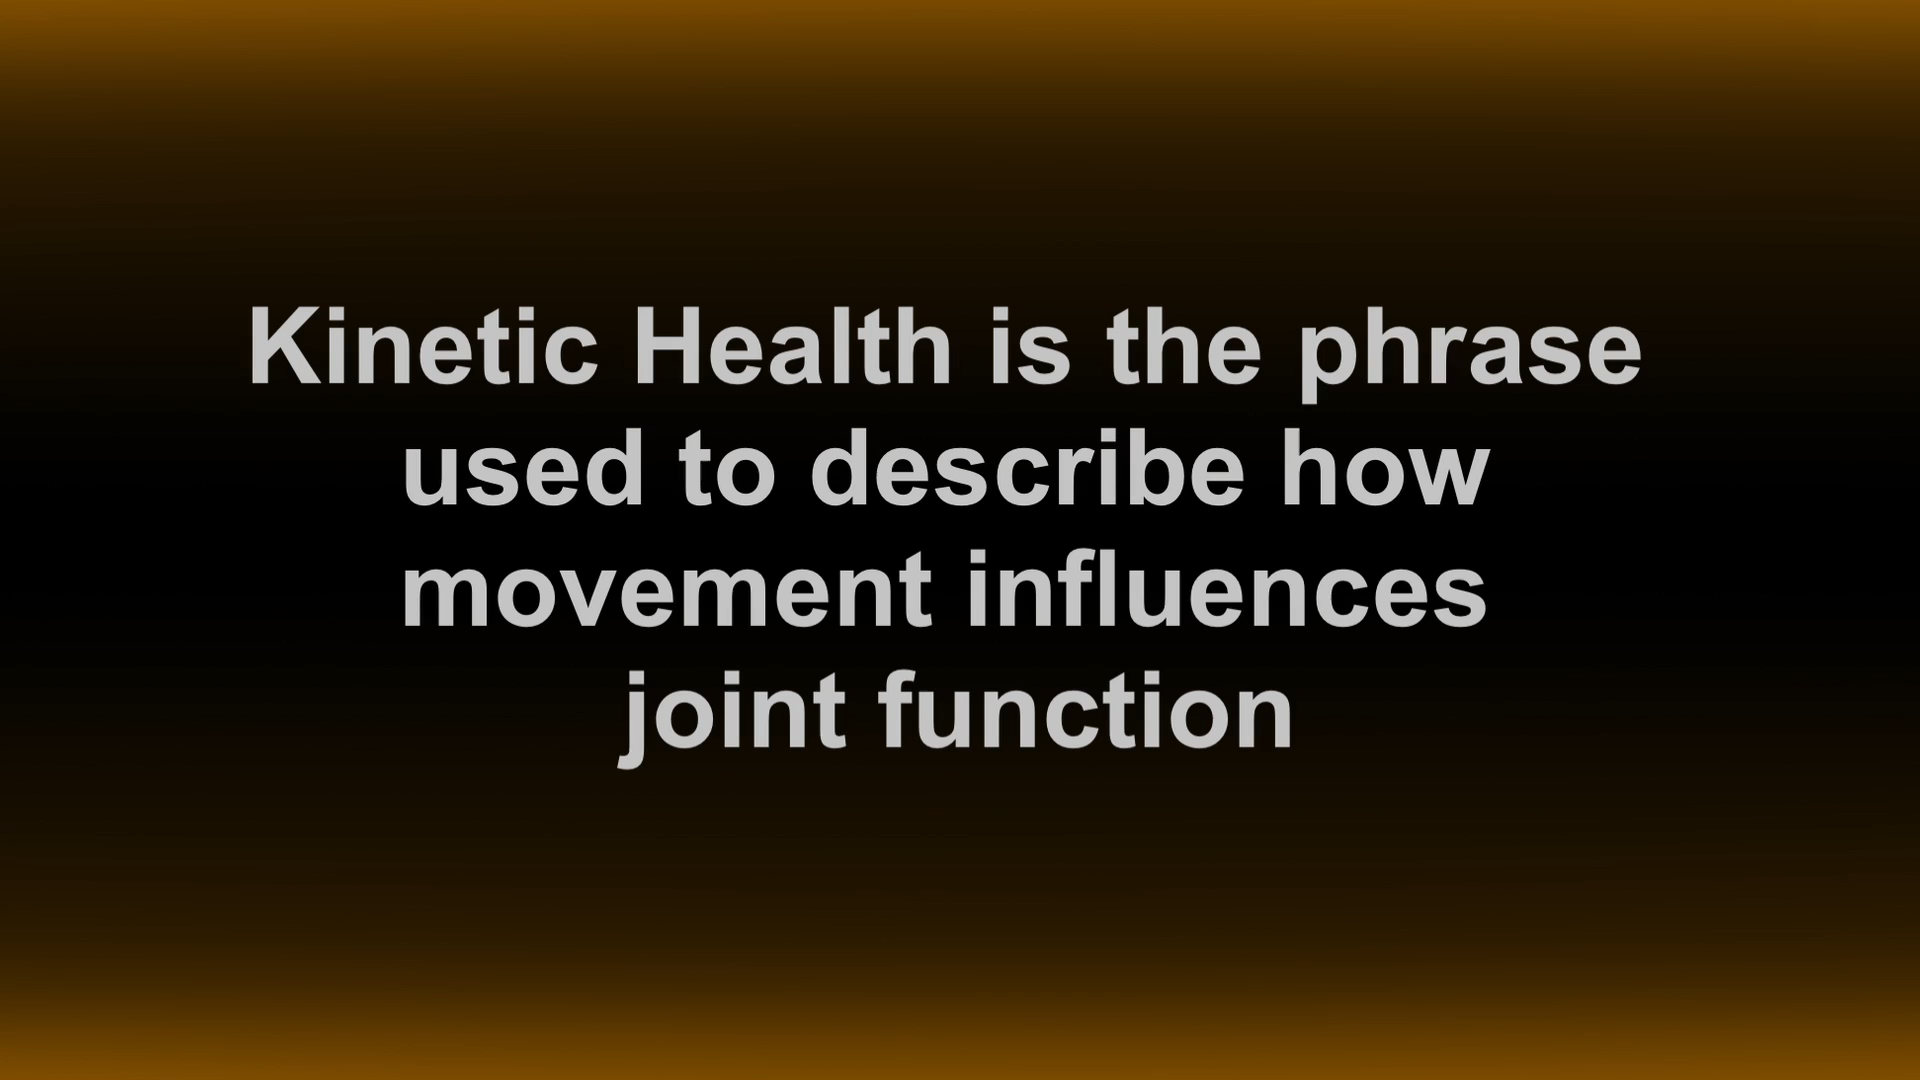 Kinetic Health is the phrase
used to describe how
movement influences
joint function